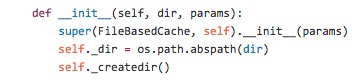 def __init__(self, dir, params):
    super(FileBasedCache, self).__init__(params)
    self._dir = os.path.abspath(dir)
    self._createdir()